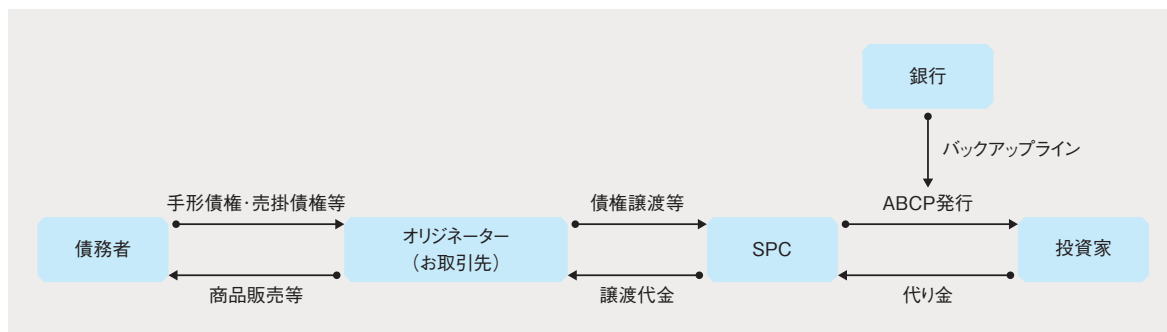 銀行
バックアップライン
手形債権・売掛債権等
債権譲渡等
ABCP発行
債務者
オリジネーター
（お取引先）
SPC
投資家
商品販売等
譲渡代金
代り金